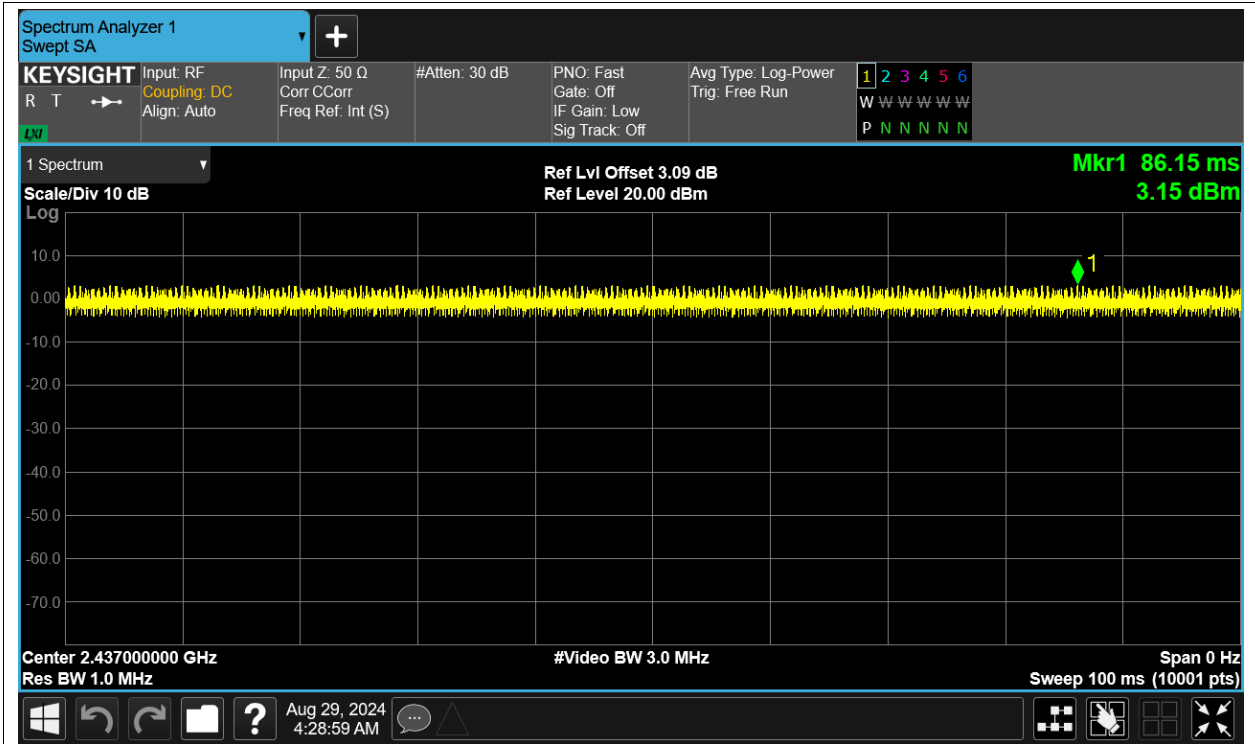 Spectrum Analyzer 1
Swept SA
KEYSIGHT
R T
LXI
Input: RF
Coupling: DC
Align: Auto
Input Z: 50 Ω
Corr CCorr
Freq Ref: Int (S)
#Atten: 30 dB
PNO: Fast
Gate: Off
IF Gain: Low
Sig Track: Off
Avg Type: Log-Power
Trig: Free Run
1 2 3 4 5 6
W W W W W W
P N N N N N
1 Spectrum
Scale/Div 10 dB
Log
Ref Lvl Offset 3.09 dB
Ref Level 20.00 dBm
Mkr1 86.15 ms
3.15 dBm
10.0
1
0.00
-10.0
-20.0
-30.0
-40.0
-50.0
-60.0
-70.0
Center 2.437000000 GHz
Res BW 1.0 MHz
#Video BW 3.0 MHz
Span 0 Hz
Sweep 100 ms (10001 pts)
?
Aug 29, 2024
4:28:59 AM